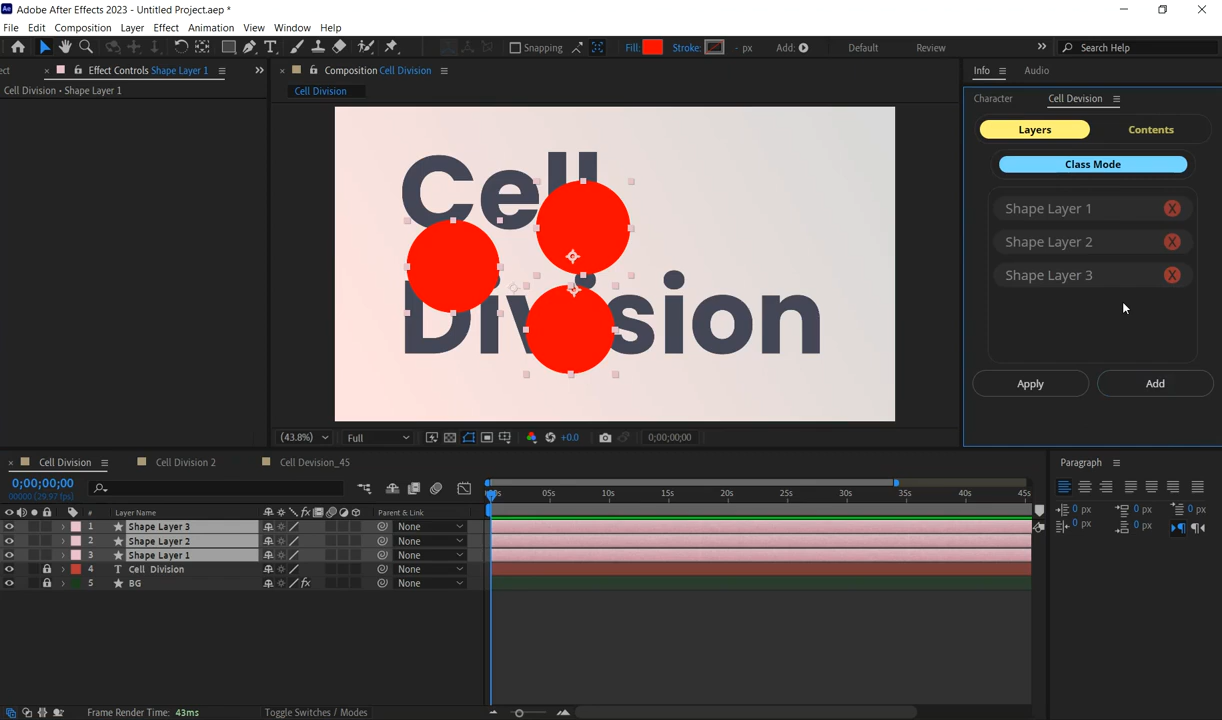 Ae Adobe After Effects 2023 - Untitled Project.aep *
File Edit Composition Layer Effect Animation View Window Help
Snapping Fill: Stroke: - px Add: Default Review Search Help
ect Effect Controls Shape Layer 1 Composition Cell Division Info Audio
Cell Division • Shape Layer 1 Cell Division
Character Cell Devision
Layers Contents
Class Mode
Shape Layer 1 X
Shape Layer 2 X
Shape Layer 3 X
Apply Add
Cell
Division
(43.8%) Full +0.0 0;00;00;00
Cell Division Cell Division 2 Cell Devision_45 Paragraph
0;00;00;00
00000 (29.97 fps)
00s 05s 10s 15s 20s 25s 30s 35s 40s 45s
# Layer Name fx Parent & Link
1 Shape Layer 3 None
2 Shape Layer 2 None
3 Shape Layer 1 None
4 T Cell Division None
5 BG fx None
0 px 0 px 0 px
0 px 0 px
Frame Render Time: 43ms Toggle Switches / Modes